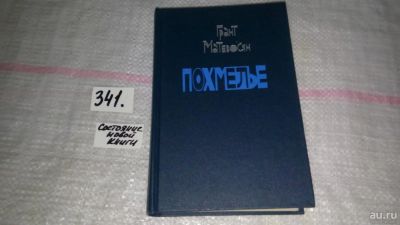 Грант
Матевосян
ПОХМЕЛЬЕ
341.
Состояние
новой
книги
au.ru